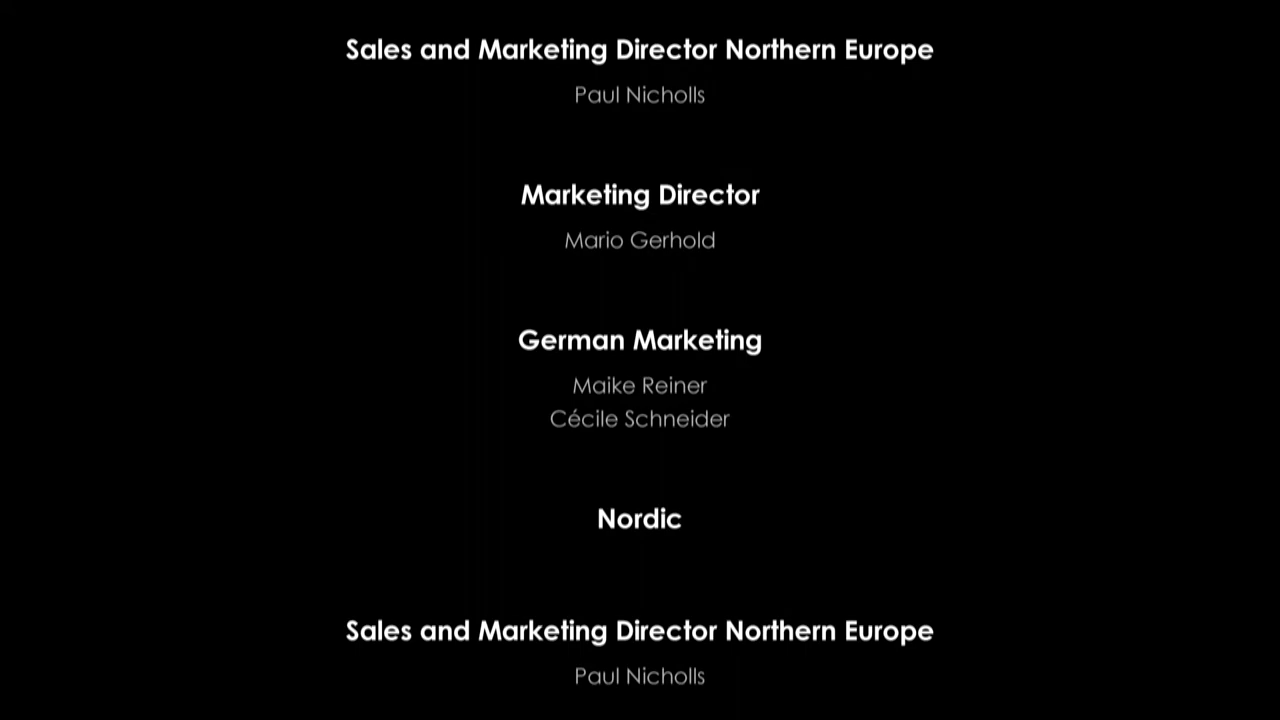 Sales and Marketing Director Northern Europe
Paul Nicholls
Marketing Director
Mario Gerhold
German Marketing
Maike Reiner
Cécile Schneider
Nordic
Sales and Marketing Director Northern Europe
Paul Nicholls